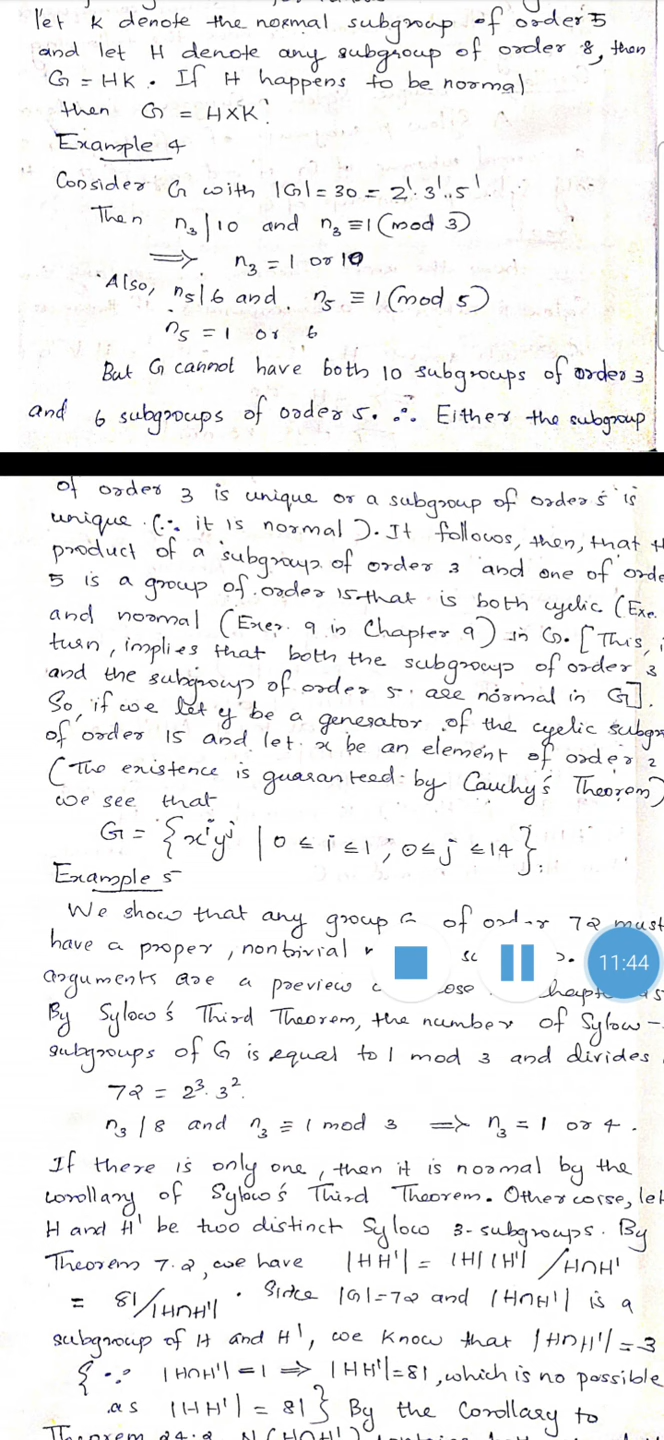 let K denote the normal subgroup of order 5
and let H denote any subgroup of order 8, then
G = HK. If H happens to be normal
then G = H×K.
Example 4
Consider G with |G| = 30 = 2¹. 3¹. 5¹
Then n₃ | 10 and n₃ ≡ 1 (mod 3)
⇒ n₃ = 1 or 10
Also, n₅ | 6 and n₅ ≡ 1 (mod 5)
n₅ = 1 or 6
But G cannot have both 10 subgroups of order 3
and 6 subgroups of order 5. ∴ Either the subgroup
of order 3 is unique or a subgroup of order 5 is
unique (∴ it is normal). It follows, then, that
product of a subgroup of order 3 and one of
5 is a group of order 15 that is both cyclic
and normal (Exer. 9 in Chapter 9) in G. [This,
turn, implies that both the subgroup of order 3
and the subgroup of order 5 are normal in G].
So, if we let y be a generator of the cyclic
of order 15 and let x be an element of order 2
(The existence is guaranteed by Cauchy's Theorem)
we see that
G = {xⁱyʲ | 0 ≤ i ≤ 1, 0 ≤ j ≤ 14}.
Example 5
We show that any group G of order 72 must
have a proper, nontrivial
arguments are a preview
11:44
By Sylow's Third Theorem, the number of Sylow-
subgroups of G is equal to 1 mod 3 and divides
72 = 2³. 3².
n₃ | 8 and n₃ ≡ 1 mod 3 ⇒ n₃ = 1 or 4.
If there is only one, then it is normal by the
corollary of Sylow's Third Theorem. Othercorse, let
H and H' be two distinct Sylow 3-subgroups. By
Theorem 7.2, we have |HH'| = |H| |H'| / H∩H'
= 81/|H∩H'|. Since |G| = 72 and |H∩H'| is a
subgroup of H and H', we know that |H∩H'| = 3
{∵ |H∩H'| = 1 ⇒ |HH'| = 81, which is no possible
as |HH'| = 81} By the Corollary to
Theorem 24.2, N(H∩H')